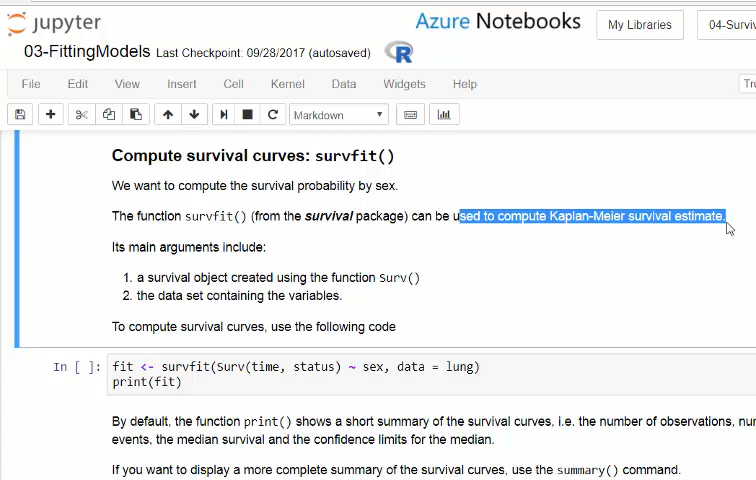 jupyter
Azure Notebooks
My Libraries
03-FittingModels Last Checkpoint: 09/28/2017 (autosaved)
R
File Edit View Insert Cell Kernel Data Widgets Help
Markdown
Compute survival curves: survfit()
We want to compute the survival probability by sex.
The function survfit() (from the survival package) can be used to compute Kaplan-Meier survival estimate.
Its main arguments include:
1. a survival object created using the function Surv()
2. the data set containing the variables.
To compute survival curves, use the following code
In [ ]: fit <- survfit(Surv(time, status) ~ sex, data = lung)
print(fit)
By default, the function print() shows a short summary of the survival curves, i.e. the number of observations,
events, the median survival and the confidence limits for the median.
If you want to display a more complete summary of the survival curves, use the summary() command.